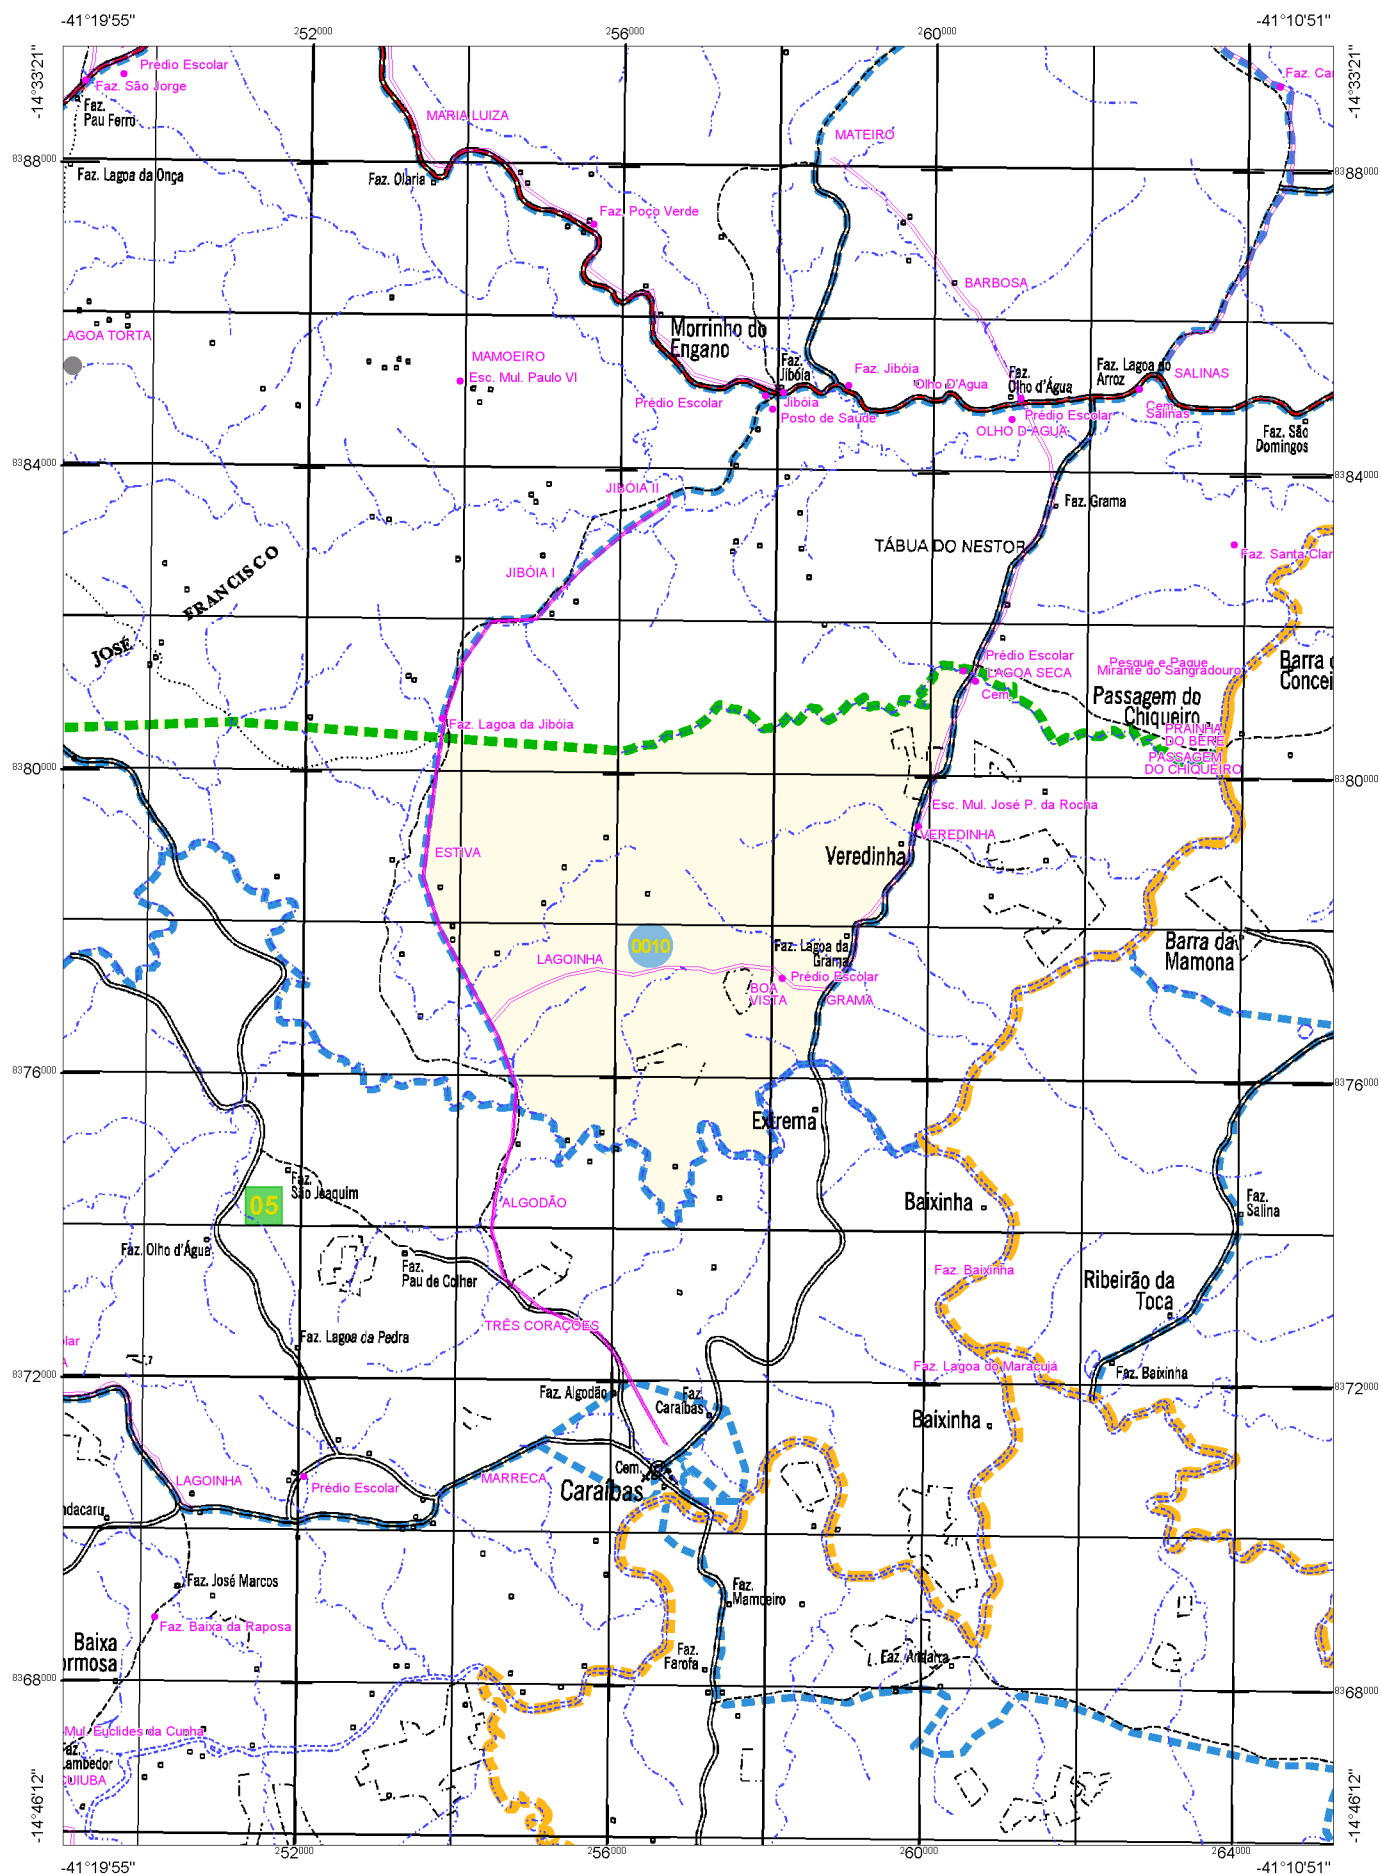 -41°19'55"
-41°10'51"
252000
256000
260000
-14°33'21"
-14°33'21"
Prédio Escolar
Faz. São Jorge
Faz.
Pau Ferro
MARIA LUIZA
MATEIRO
8388000
8388000
Faz. Lagoa da Onça
Faz. Olaria
Faz. Poço Verde
BARBOSA
LAGOA TORTA
Morrinho do
Engano
MAMOEIRO
Esc. Mul. Paulo VI
Faz.
Jibóia
Faz. Jibóia
Faz. Lagoa do
Arroz
SALINAS
Faz.
Olho d'Água
Olho D'Agua
Prédio Escolar
Jibóia
Posto de Saúde
Prédio Escolar
OLHO D'AGUA
Cem.
Salinas
Faz. São
Domingos
8384000
8384000
JIBÓIA II
Faz. Grama
TÁBUA DO NESTOR
Faz. Santa Clar
JIBÓIA I
FRANCISCO
JOSÉ
Prédio Escolar
LAGOA SECA
Cem.
Pesque e Pague
Mirante do Sangradouro
Passagem do
Chiqueiro
Faz. Lagoa da Jibóia
PRAINHA
DO BERE
PASSAGEM
DO CHIQUEIRO
8380000
8380000
Esc. Mul. José P. da Rocha
VEREDINHA
Veredinha
ESTIVA
0010
Faz. Lagoa da
Grama
Barra da
Mamona
LAGOINHA
Prédio Escolar
BOA
VISTA
GRAMA
8376000
8376000
Extrema
Faz.
São Joaquim
05
ALGODÃO
Baixinha
Faz.
Salina
Faz. Olho d'Água
Faz.
Pau de Colher
Faz. Baixinha
Ribeirão da
Toca
TRÊS CORAÇÕES
Faz. Lagoa da Pedra
Faz. Lagoa do Maracujá
Faz. Baixinha
8372000
8372000
Faz. Algodão
Faz.
Caraíbas
Baixinha
Cem.
LAGOINHA
Prédio Escolar
MARRECA
Caraíbas
ndacaru
Faz. José Marcos
Faz.
Mamoeiro
Faz. Baixa da Raposa
Baixa
ormosa
Faz.
Farofa
Faz. Andarra
8368000
8368000
Mul. Euclides da Cunha
az.
ambedor
CUIUBA
-14°46'12"
-14°46'12"
252000
256000
260000
264000
-41°19'55"
-41°10'51"